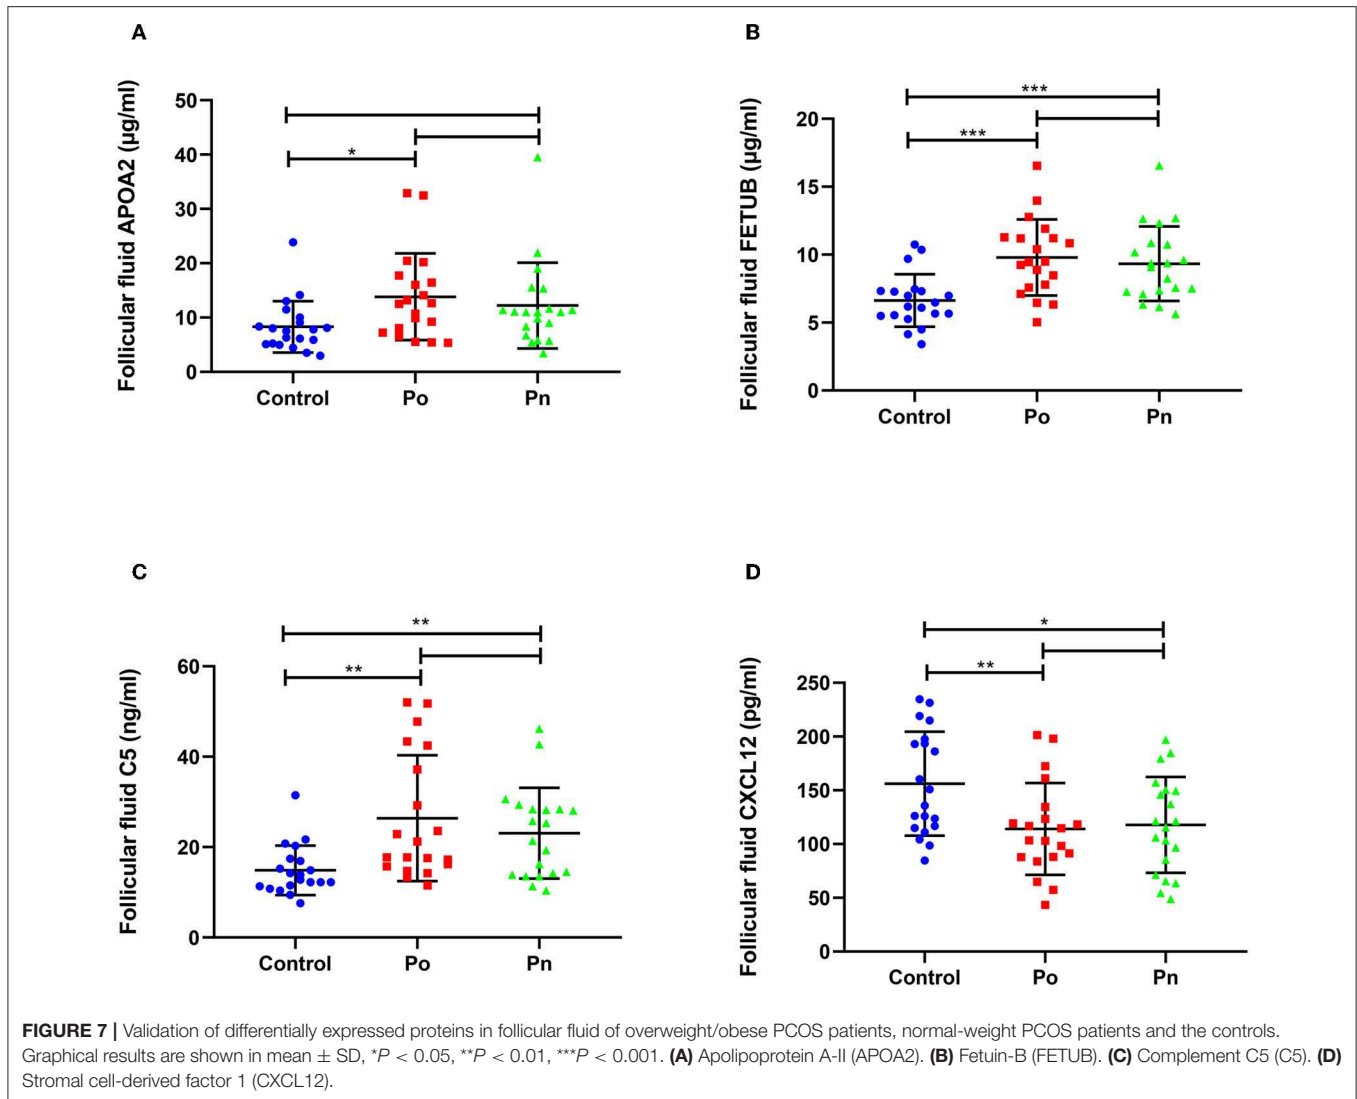 A
Follicular fluid APOA2 (µg/ml)
50
40
30
20
10
0
*
Control
Po
Pn
B
Follicular fluid FETUB (µg/ml)
20
15
10
5
0
***
***
Control
Po
Pn
C
Follicular fluid C5 (ng/ml)
60
40
20
0
**
**
Control
Po
Pn
D
Follicular fluid CXCL12 (pg/ml)
250
200
150
100
50
0
*
**
Control
Po
Pn
FIGURE 7 | Validation of differentially expressed proteins in follicular fluid of overweight/obese PCOS patients, normal-weight PCOS patients and the controls.
Graphical results are shown in mean ± SD, *P < 0.05, **P < 0.01, ***P < 0.001. (A) Apolipoprotein A-II (APOA2). (B) Fetuin-B (FETUB). (C) Complement C5 (C5). (D)
Stromal cell-derived factor 1 (CXCL12).